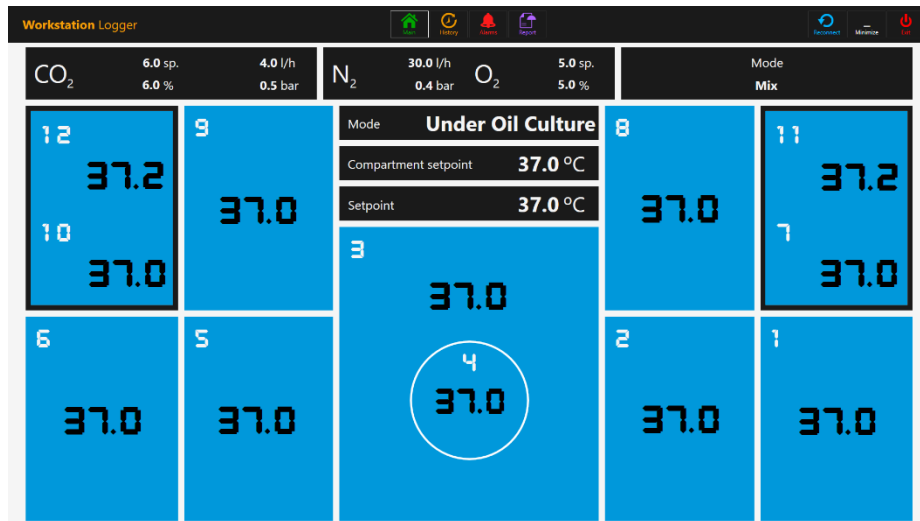 Workstation Logger
Main
History
Alarms
Report
Reconnect
Minimize
Exit
CO2
6.0 sp.
4.0 l/h
6.0 %
0.5 bar
N2
30.0 l/h
0.4 bar
O2
5.0 sp.
5.0 %
Mode
Mix
12
37.2
10
37.0
9
37.0
Mode Under Oil Culture
Compartment setpoint 37.0 ºC
Setpoint 37.0 ºC
8
37.0
11
37.2
7
37.0
3
37.0
4
37.0
6
37.0
5
37.0
2
37.0
1
37.0